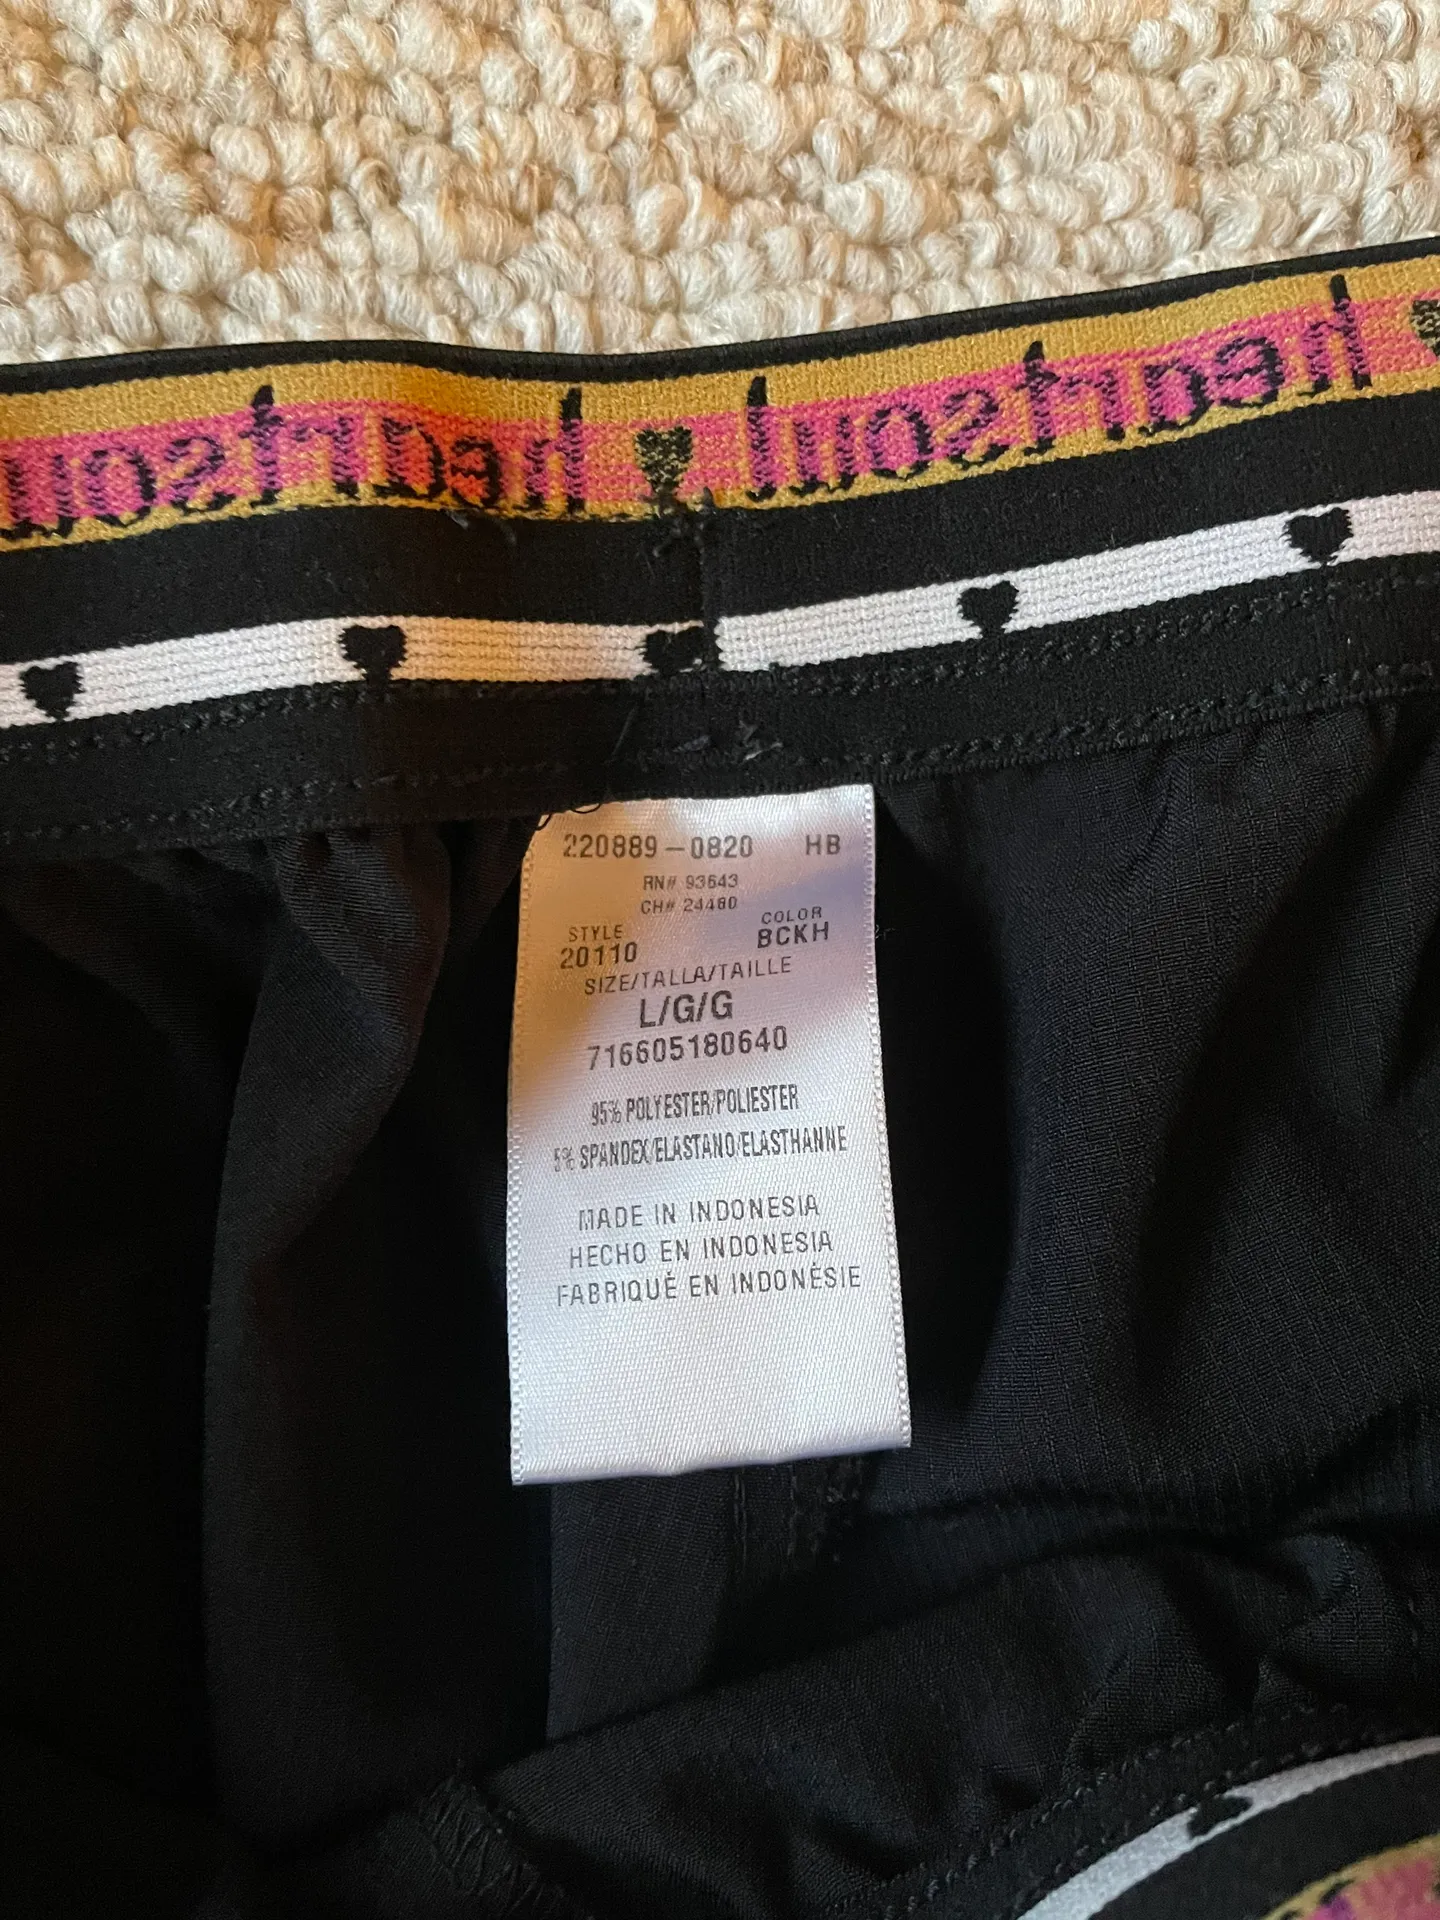 heartsoul heartsoul
220889-0820 HB
RN# 93643
CH# 24480
STYLE COLOR
20110 BCKH
SIZE/TALLA/TAILLE
L/G/G
716605180640
95% POLYESTER/POLIESTER
5% SPANDEX/ELASTANO/ELASTHANNE
MADE IN INDONESIA
HECHO EN INDONESIA
FABRIQUÉ EN INDONÉSIE